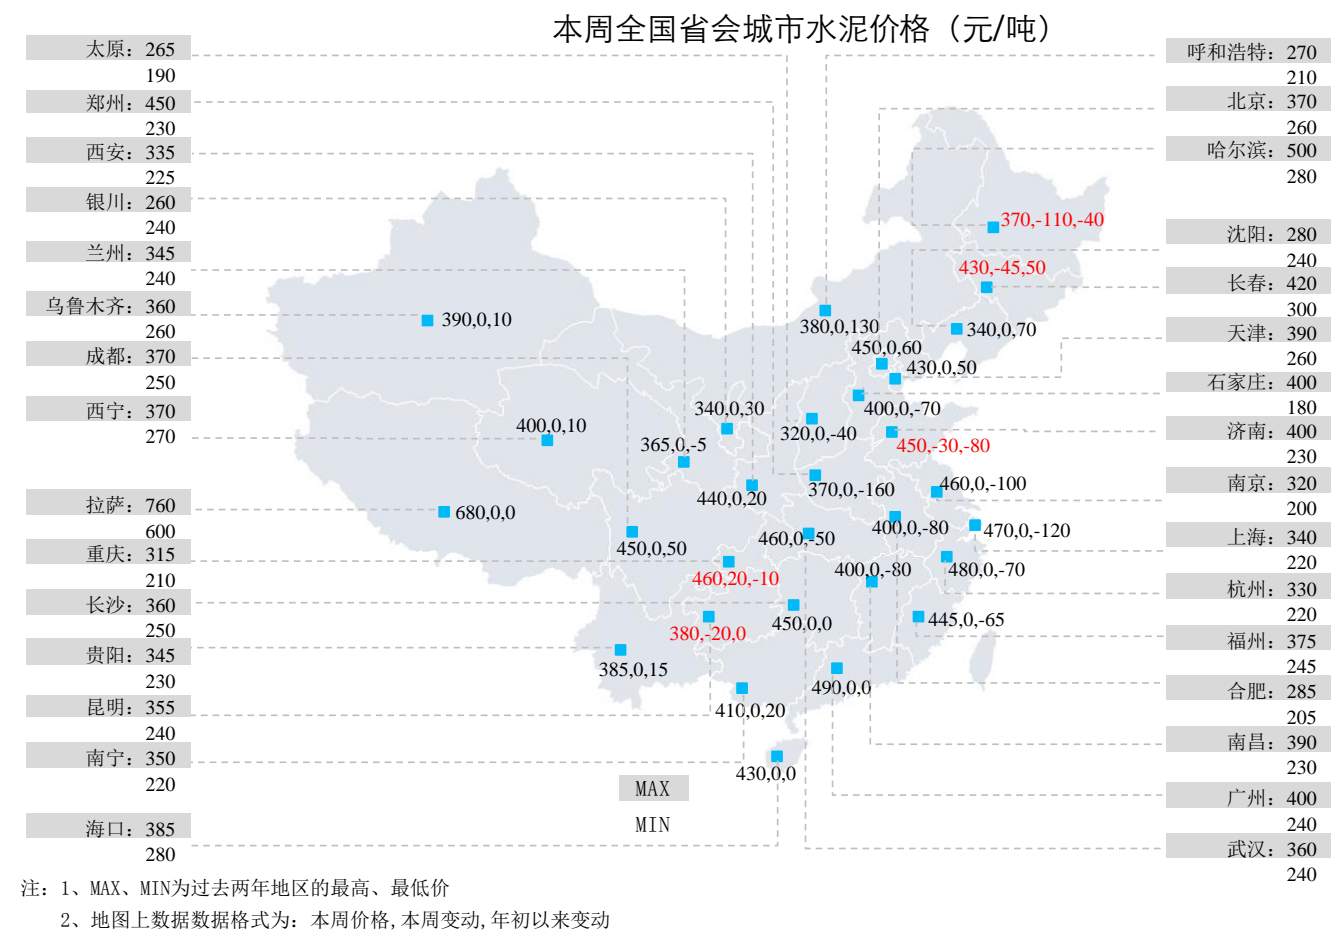 本周全国省会城市水泥价格（元/吨）
太原：265
190
郑州：450
230
西安：335
225
银川：260
240
兰州：345
240
乌鲁木齐：360
260
成都：370
250
西宁：370
270
拉萨：760
600
重庆：315
210
长沙：360
250
贵阳：345
230
昆明：355
240
南宁：350
220
海口：385
280
呼和浩特：270
210
北京：370
260
哈尔滨：500
280
沈阳：280
240
长春：420
300
天津：390
260
石家庄：400
180
济南：400
230
南京：320
200
上海：340
220
杭州：330
220
福州：375
245
合肥：285
205
南昌：390
230
广州：400
240
武汉：360
240
370,-110,-40
430,-45,50
390,0,10
380,0,130
340,0,70
450,0,60
430,0,50
340,0,30
400,0,-70
400,0,10
320,0,-40
365,0,-5
450,-30,-80
440,0,20
370,0,-160
460,0,-100
680,0,0
400,0,-80
470,0,-120
450,0,50
460,0,-50
460,20,-10
400,0,-80
480,0,-70
450,0,0
445,0,-65
380,-20,0
385,0,15
490,0,0
410,0,20
430,0,0
MAX
MIN
注：1、MAX、MIN为过去两年地区的最高、最低价
2、地图上数据数据格式为：本周价格,本周变动,年初以来变动